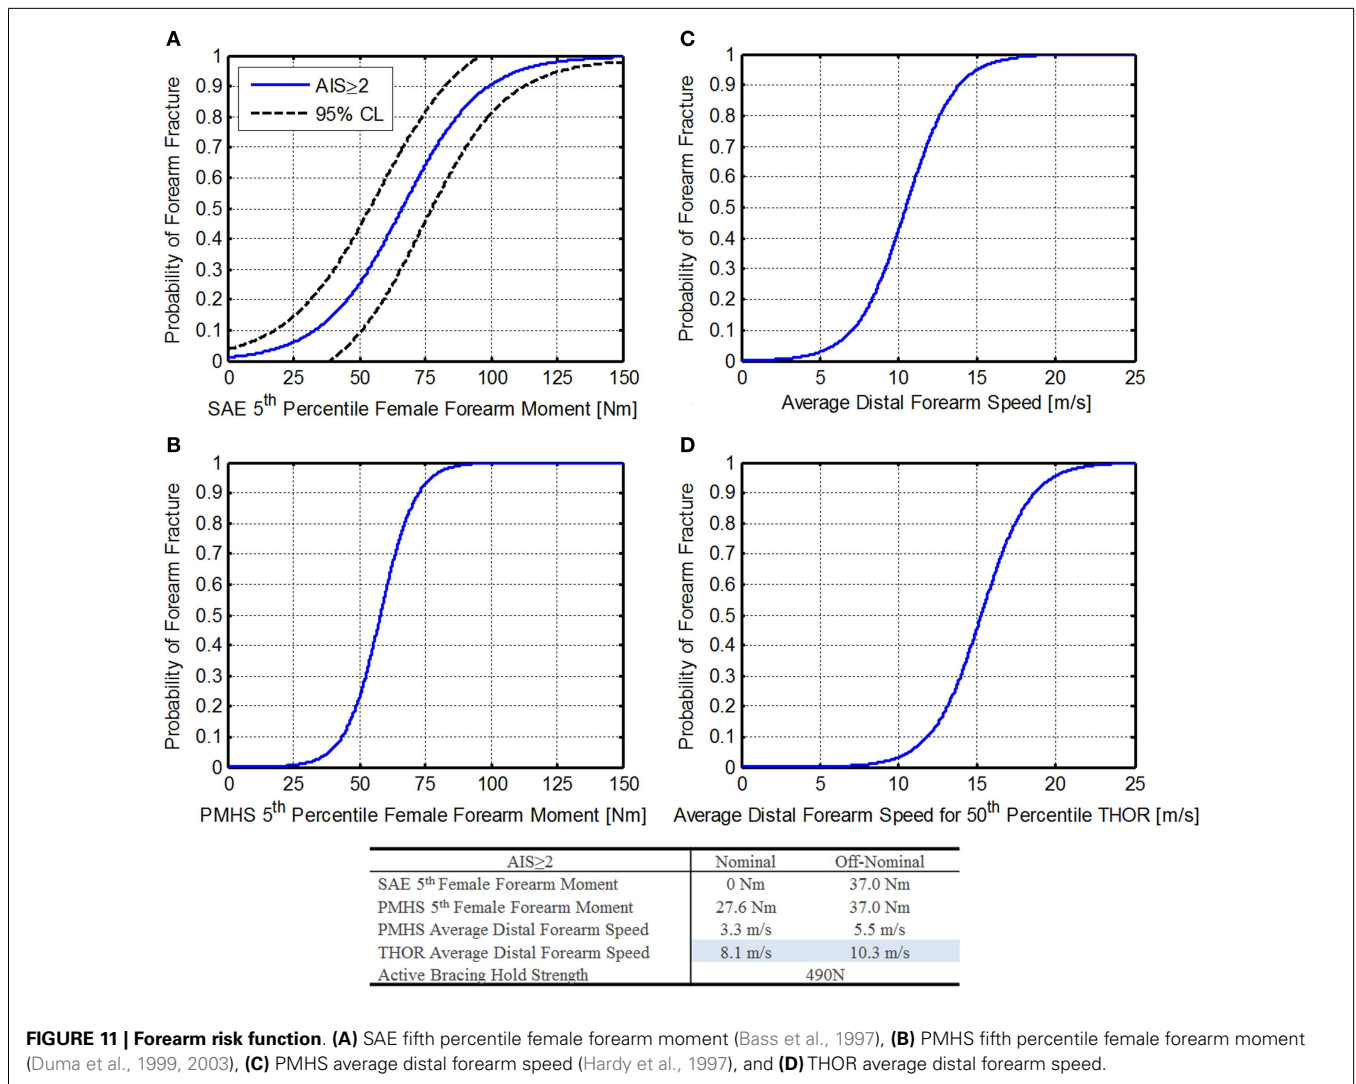 A
Probability of Forearm Fracture
1
0.9
0.8
0.7
0.6
0.5
0.4
0.3
0.2
0.1
0
AIS≥2
95% CL
0 25 50 75 100 125 150
SAE 5th Percentile Female Forearm Moment [Nm]
C
Probability of Forearm Fracture
1
0.9
0.8
0.7
0.6
0.5
0.4
0.3
0.2
0.1
0
0 5 10 15 20 25
Average Distal Forearm Speed [m/s]
B
Probability of Forearm Fracture
1
0.9
0.8
0.7
0.6
0.5
0.4
0.3
0.2
0.1
0
0 25 50 75 100 125 150
PMHS 5th Percentile Female Forearm Moment [Nm]
D
Probability of Forearm Fracture
1
0.9
0.8
0.7
0.6
0.5
0.4
0.3
0.2
0.1
0
0 5 10 15 20 25
Average Distal Forearm Speed for 50th Percentile THOR [m/s]
AIS≥2 Nominal Off-Nominal
SAE 5th Female Forearm Moment 0 Nm 37.0 Nm
PMHS 5th Female Forearm Moment 27.6 Nm 37.0 Nm
PMHS Average Distal Forearm Speed 3.3 m/s 5.5 m/s
THOR Average Distal Forearm Speed 8.1 m/s 10.3 m/s
Active Bracing Hold Strength 490N
FIGURE 11 | Forearm risk function. (A) SAE fifth percentile female forearm moment (Bass et al., 1997), (B) PMHS fifth percentile female forearm moment
(Duma et al., 1999, 2003), (C) PMHS average distal forearm speed (Hardy et al., 1997), and (D) THOR average distal forearm speed.